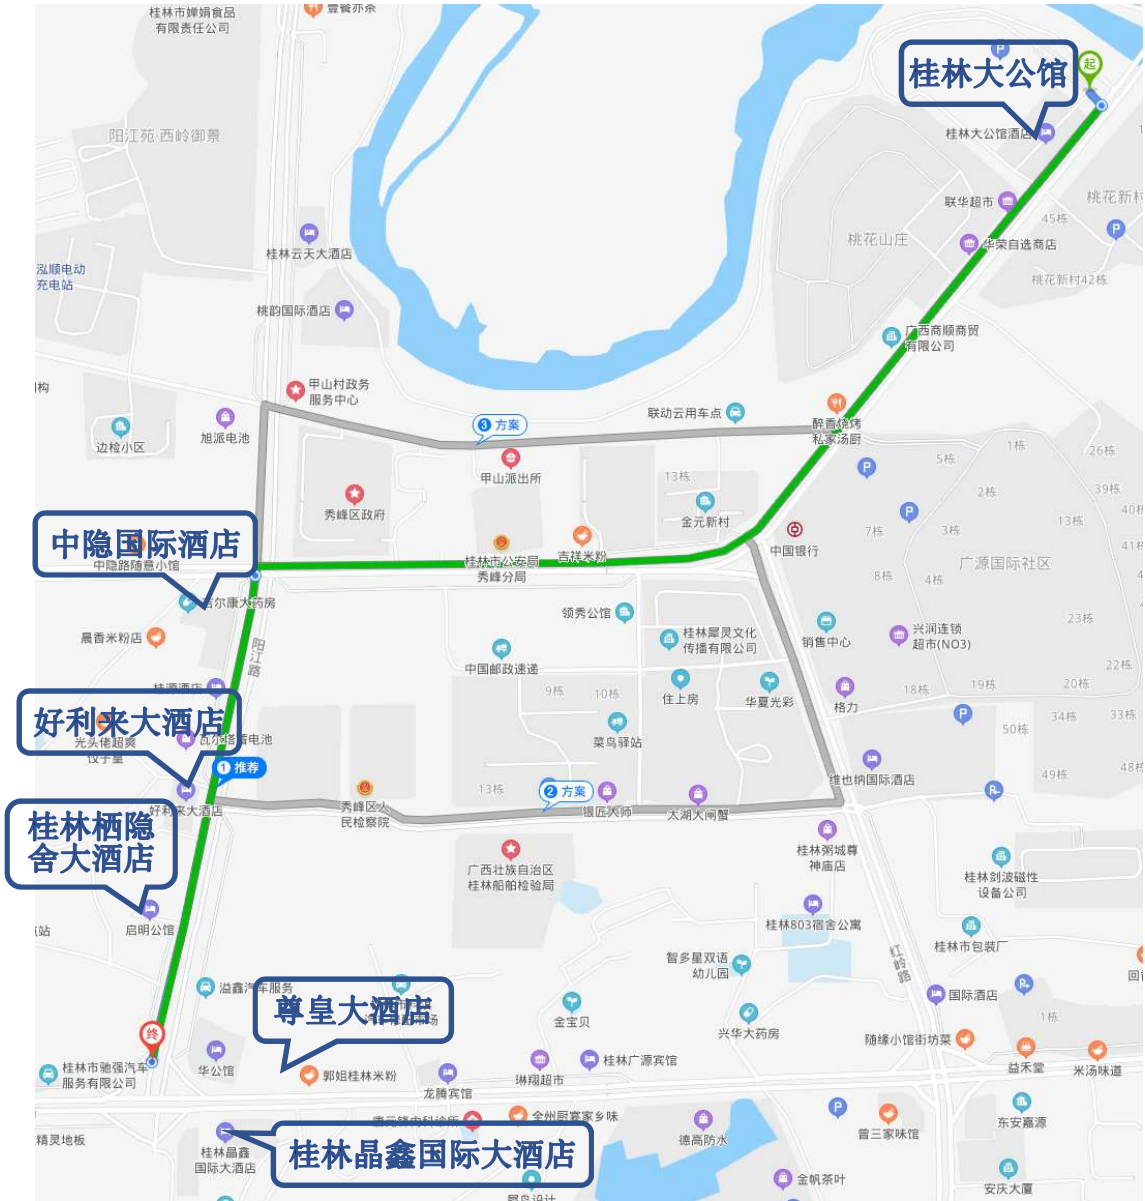 桂林市婵娟食品
有限责任公司
壹餐亦茶
阳江苑·西岭御景
桂林大公馆
起
桂林大公馆酒店
桃花新村
联华超市
45栋
桃花山庄
华荣自选商店
桃花新村42栋
桂林云天大酒店
泓顺电动
充电站
桃韵国际酒店
广西商顺商贸
有限公司
甲山村政务
服务中心
旭派电池
边检小区
3 方案
联动云用车点
醉香烧烤
私家汤厨
甲山派出所
13栋
秀峰区政府
金元新村
1栋
5栋
26栋
2栋
39栋
7栋
3栋
13栋
8栋
4栋
广源国际社区
中隐国际酒店
中隐路随意小馆
桂林市公安局
秀峰分局
吉祥米粉
中国银行
吉尔康大药房
领秀公馆
23栋
晨香米粉店
阳江路
中国邮政速递
桂林犀灵文化
传播有限公司
销售中心
兴润连锁
超市(NO3)
22栋
9栋
10栋
住上房
华夏光彩
格力
18栋
19栋
20栋
好利来大酒店
光头佬超爽
饺子皇
瓦尔塔蓄电池
菜鸟驿站
50栋
34栋
33栋
1 推荐
维也纳国际酒店
49栋
48栋
好利来大酒店
秀峰区人
民检察院
13栋
2 方案
银匠大师
太湖大闸蟹
桂林栖隐
舍大酒店
广西壮族自治区
桂林船舶检验局
桂林粥城尊
神庙店
桂林剑波磁性
设备公司
启明公馆
桂林803宿舍公寓
桂林市包装厂
红岭路
智多星双语
幼儿园
溢鑫汽车服务
尊皇大酒店
金宝贝
兴华大药房
国际酒店
1栋
终
桂林市驰强汽车
服务有限公司
华公馆
郭姐桂林米粉
龙腾宾馆
琳翔超市
桂林广源宾馆
随缘小馆街坊菜
益禾堂
米汤味道
精灵地板
桂林晶鑫
国际大酒店
桂林晶鑫国际大酒店
全州厨宴家乡味
德高防水
曾三家味馆
东安嘉源
金帆茶叶
安庆大厦